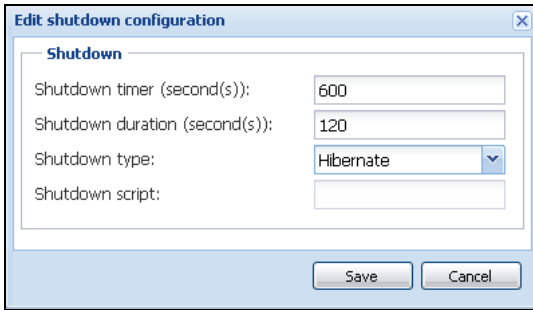 Edit shutdown configuration
Shutdown
Shutdown timer (second(s)): 600
Shutdown duration (second(s)): 120
Shutdown type: Hibernate
Shutdown script:
Save Cancel